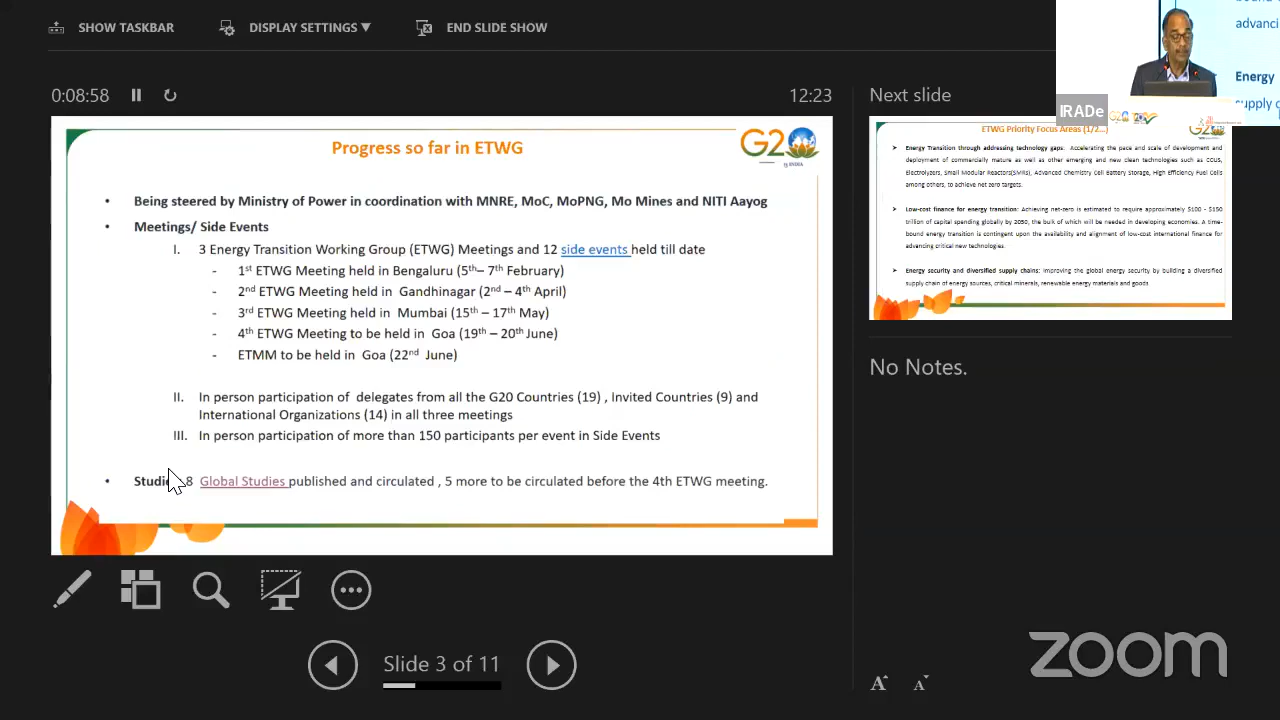 SHOW TASKBAR
DISPLAY SETTINGS ▼
END SLIDE SHOW
0:08:58
12:23
Progress so far in ETWG
G20
• Being steered by Ministry of Power in coordination with MNRE, MoC, MoPNG, Mo Mines and NITI Aayog
• Meetings/ Side Events
I. 3 Energy Transition Working Group (ETWG) Meetings and 12 side events held till date
- 1st ETWG Meeting held in Bengaluru (5th– 7th February)
- 2nd ETWG Meeting held in Gandhinagar (2nd – 4th April)
- 3rd ETWG Meeting held in Mumbai (15th – 17th May)
- 4th ETWG Meeting to be held in Goa (19th – 20th June)
- ETMM to be held in Goa (22nd June)
II. In person participation of delegates from all the G20 Countries (19) , Invited Countries (9) and
International Organizations (14) in all three meetings
III. In person participation of more than 150 participants per event in Side Events
• Studie 8 Global Studies published and circulated , 5 more to be circulated before the 4th ETWG meeting.
Slide 3 of 11
Next slide
ETWG Priority Focus Areas (1/2...)
Energy Transition through addressing technology gaps: Accelerating the pace and scale of development and
deployment of commercially mature as well as other emerging and new clean technologies such as CCUS,
Electrolyzers, Small Modular Reactors(SMRs), Advanced Chemistry Cell Battery Storage, High Efficiency Fuel Cells
among others, to achieve net zero targets.
Low-cost finance for energy transition: Achieving net-zero is estimated to require approximately $100 - $150
trillion of capital spending globally by 2050, the bulk of which will be needed in developing economies. A time-
bound energy transition is contingent upon the availability and alignment of low-cost international finance for
advancing critical new technologies.
Energy security and diversified supply chains: Improving the global energy security by building a diversified
supply chain of energy sources, critical minerals, renewable energy materials and goods
No Notes.
A A
advanci
Energy
supply c
IRADe
zoom